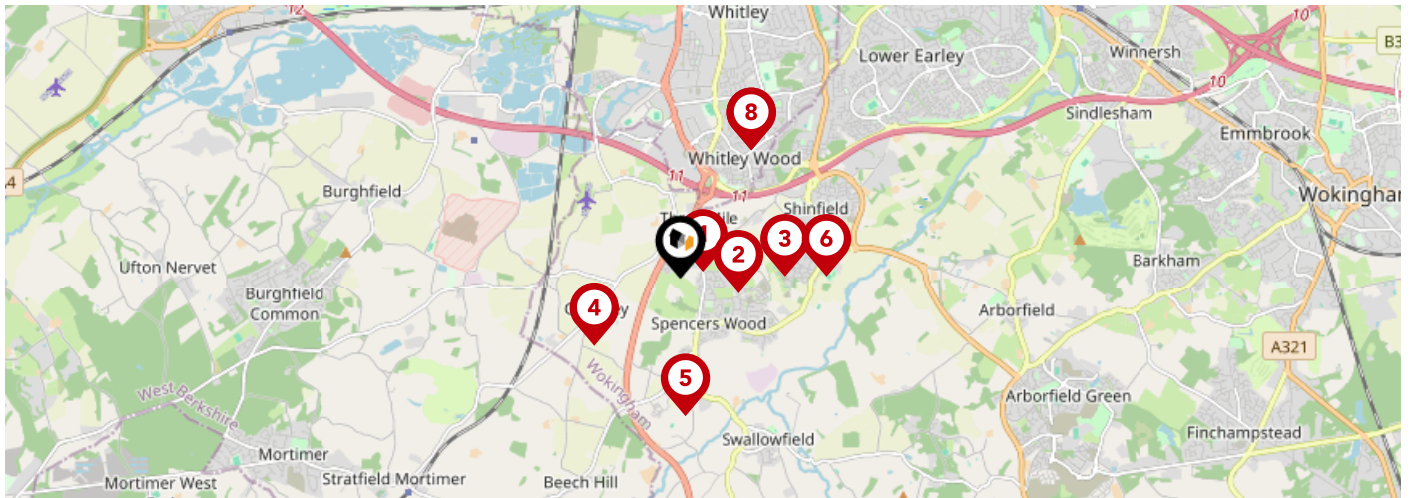 12
Whitley
10
B3
Lower Earley
Winnersh
10
8
Sindlesham
Emmbrook
Whitley Wood
4
11
11
Burghfield
Wokingham
Shinfield
1
2
3
6
Ufton Nervet
Barkham
Burghfield
Common
4
Arborfield
Spencers Wood
A321
5
West Berkshire
Wokingham
Arborfield Green
Swallowfield
Finchampstead
Mortimer
Mortimer West
Stratfield Mortimer
Beech Hill